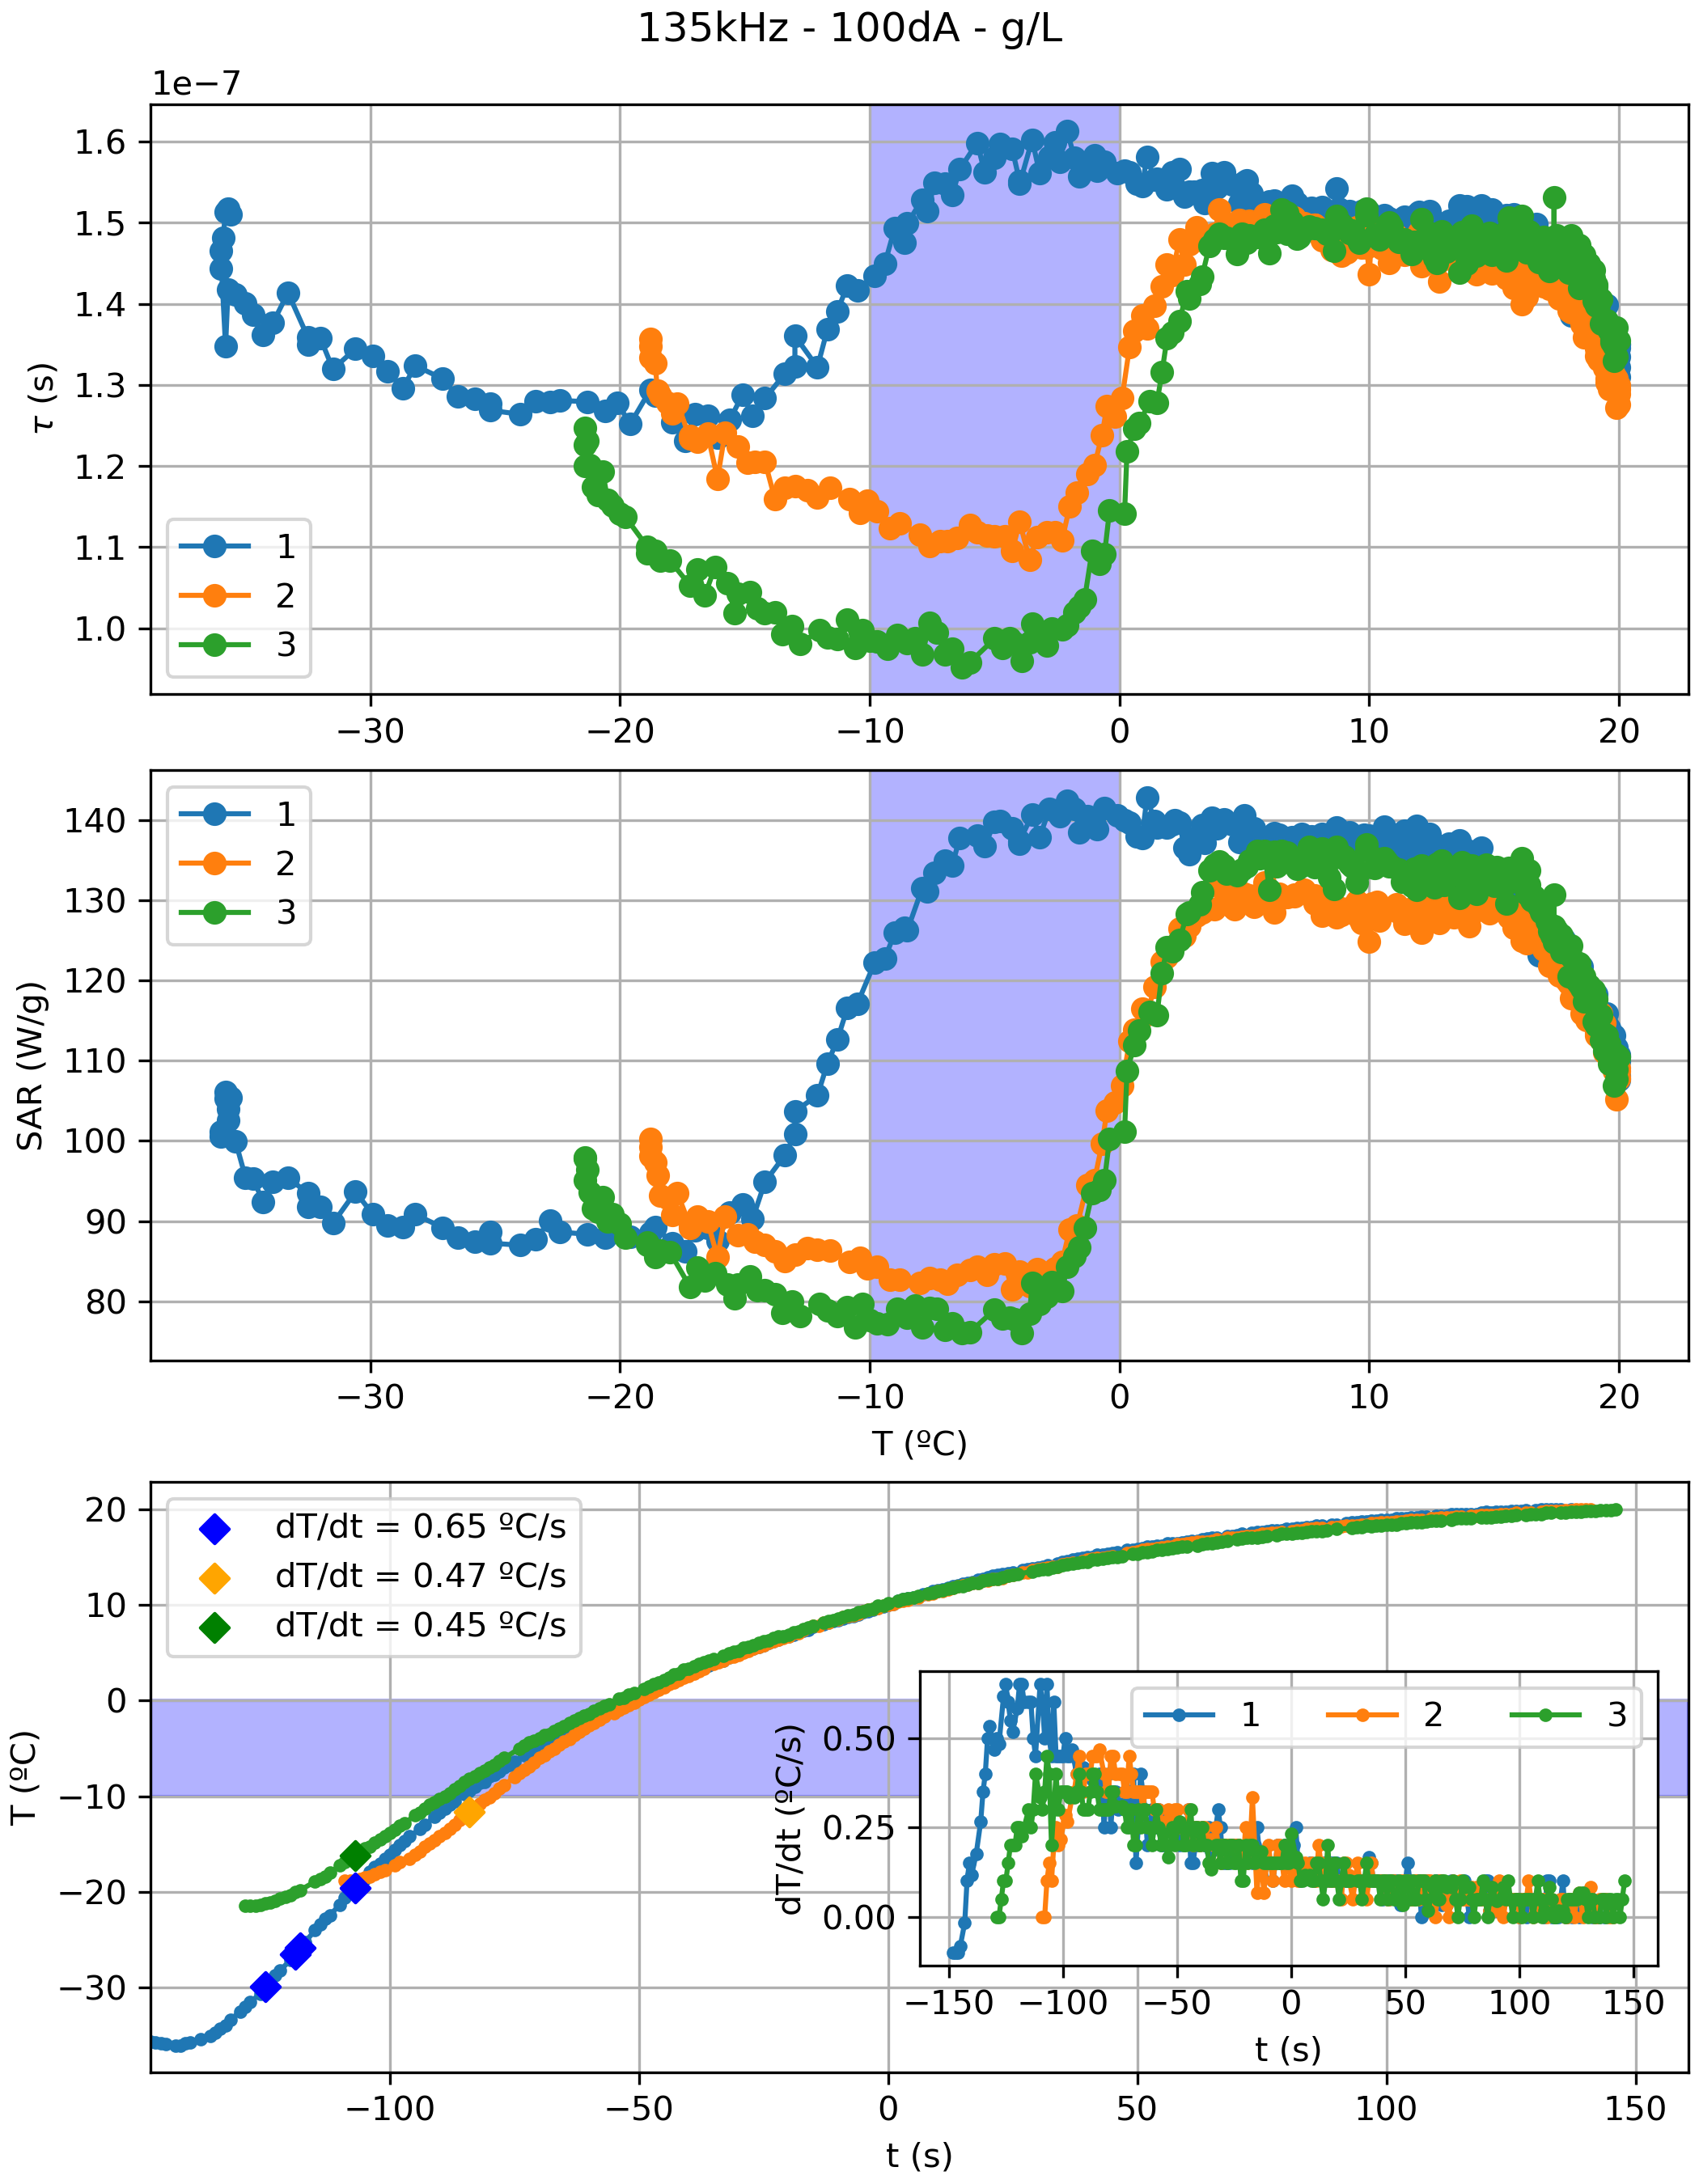 135kHz - 100dA - g/L
1e−7
1.6
1.5
1.4
1.3
1.2
1.1
1.0
τ (s)
1
2
3
−30 −20 −10 0 10 20
140
130
120
110
100
90
80
SAR (W/g)
1
2
3
−30 −20 −10 0 10 20
T (ºC)
20
10
0
−10
−20
−30
T (ºC)
dT/dt = 0.65 ºC/s
dT/dt = 0.47 ºC/s
dT/dt = 0.45 ºC/s
1 2 3
0.50
0.25
0.00
dT/dt (ºC/s)
−150 −100 −50 0 50 100 150
t (s)
−100 −50 0 50 100 150
t (s)